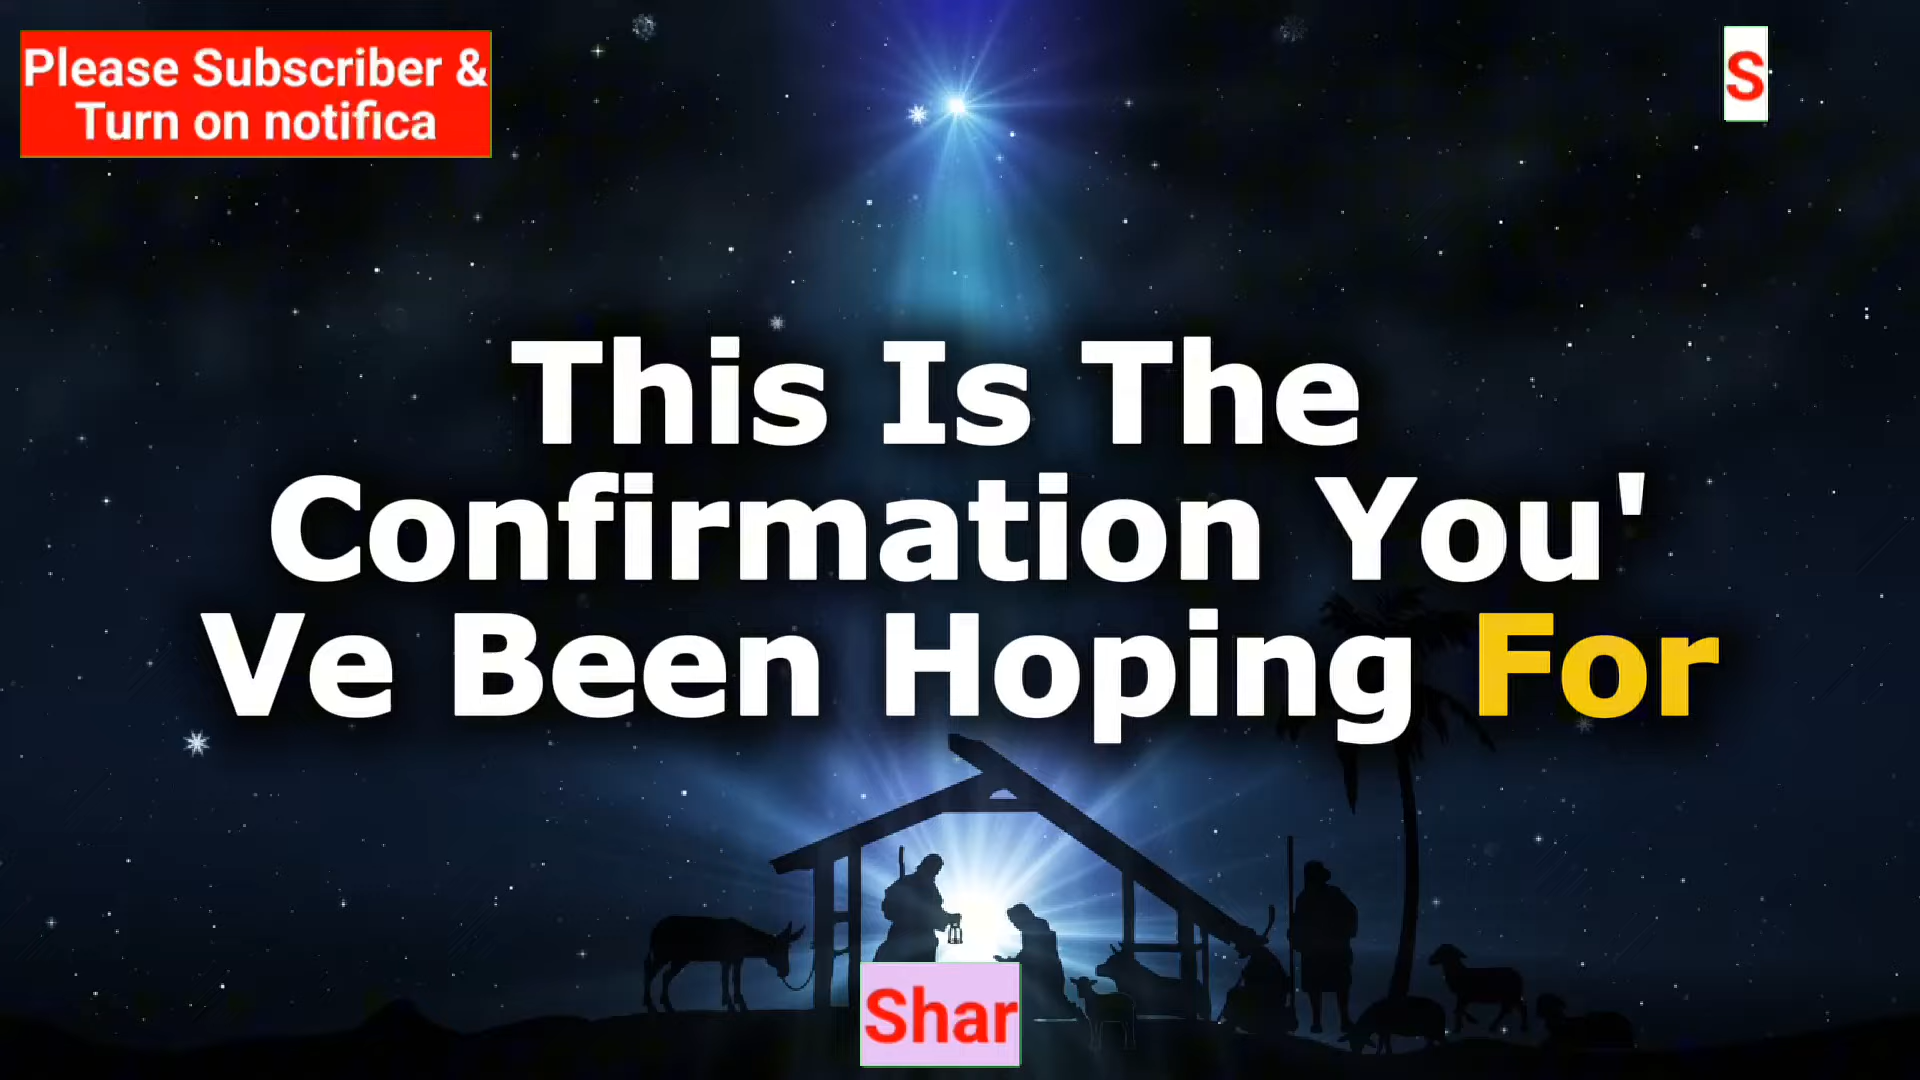 Please Subscriber &
Turn on notifica
S
This Is The
Confirmation You'
Ve Been Hoping For
Shar